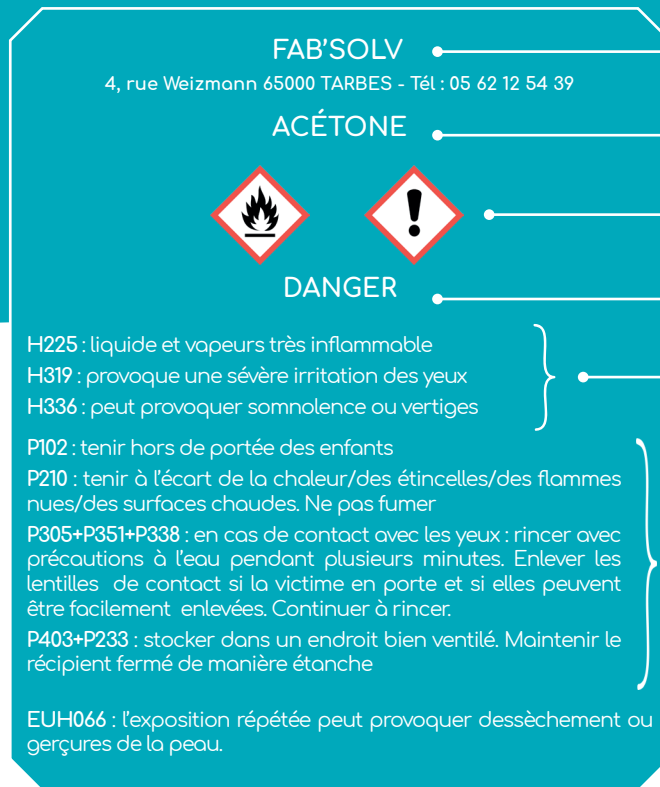 FAB'SOLV
4, rue Weizmann 65000 TARBES - Tél : 05 62 12 54 39
ACÉTONE
DANGER
H225 : liquide et vapeurs très inflammable
H319 : provoque une sévère irritation des yeux
H336 : peut provoquer somnolence ou vertiges
P102 : tenir hors de portée des enfants
P210 : tenir à l'écart de la chaleur/des étincelles/des flammes
nues/des surfaces chaudes. Ne pas fumer
P305+P351+P338 : en cas de contact avec les yeux : rincer avec
précautions à l'eau pendant plusieurs minutes. Enlever les
lentilles de contact si la victime en porte et si elles peuvent
être facilement enlevées. Continuer à rincer.
P403+P233 : stocker dans un endroit bien ventilé. Maintenir le
récipient fermé de manière étanche
EUH066 : l'exposition répétée peut provoquer dessèchement ou
gerçures de la peau.